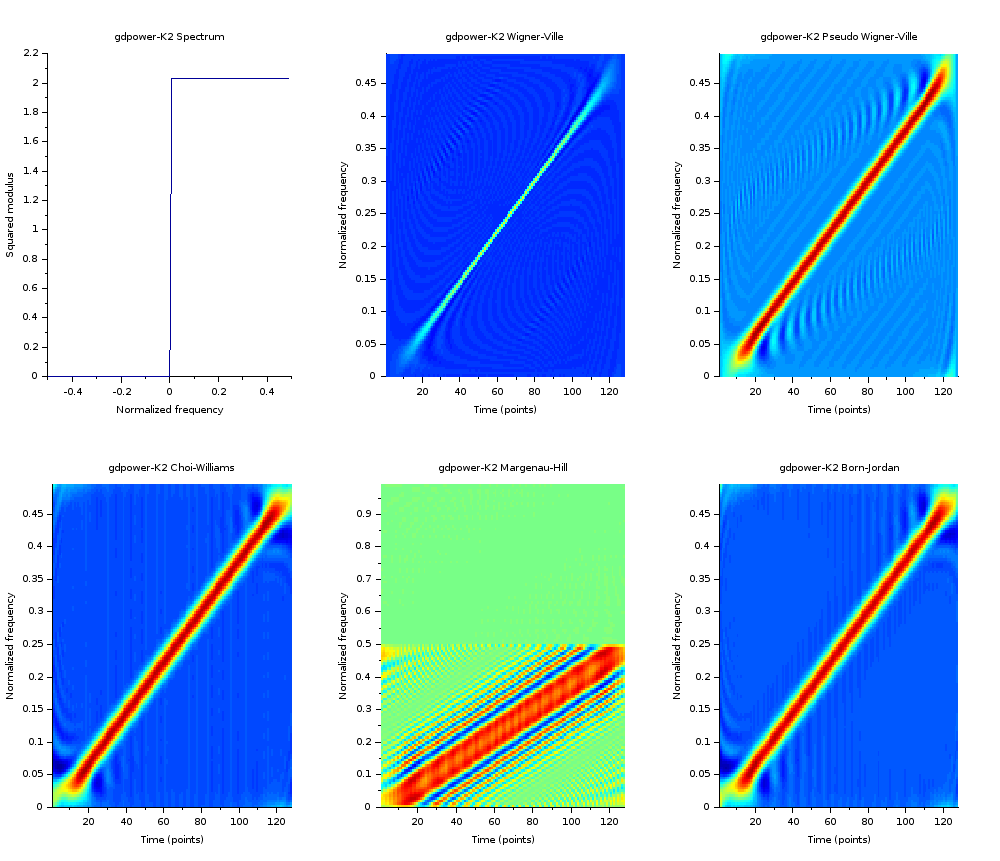 gdpower-K2 Spectrum
2.2
2
1.8
1.6
1.4
1.2
1
0.8
0.6
0.4
0.2
0
Squared modulus
-0.4 -0.2 0 0.2 0.4
Normalized frequency
gdpower-K2 Wigner-Ville
0.45
0.4
0.35
0.3
0.25
0.2
0.15
0.1
0.05
0
Normalized frequency
20 40 60 80 100 120
Time (points)
gdpower-K2 Pseudo Wigner-Ville
0.45
0.4
0.35
0.3
0.25
0.2
0.15
0.1
0.05
0
Normalized frequency
20 40 60 80 100 120
Time (points)
gdpower-K2 Choi-Williams
0.45
0.4
0.35
0.3
0.25
0.2
0.15
0.1
0.05
0
Normalized frequency
20 40 60 80 100 120
Time (points)
gdpower-K2 Margenau-Hill
0.9
0.8
0.7
0.6
0.5
0.4
0.3
0.2
0.1
0
Normalized frequency
20 40 60 80 100 120
Time (points)
gdpower-K2 Born-Jordan
0.45
0.4
0.35
0.3
0.25
0.2
0.15
0.1
0.05
0
Normalized frequency
20 40 60 80 100 120
Time (points)